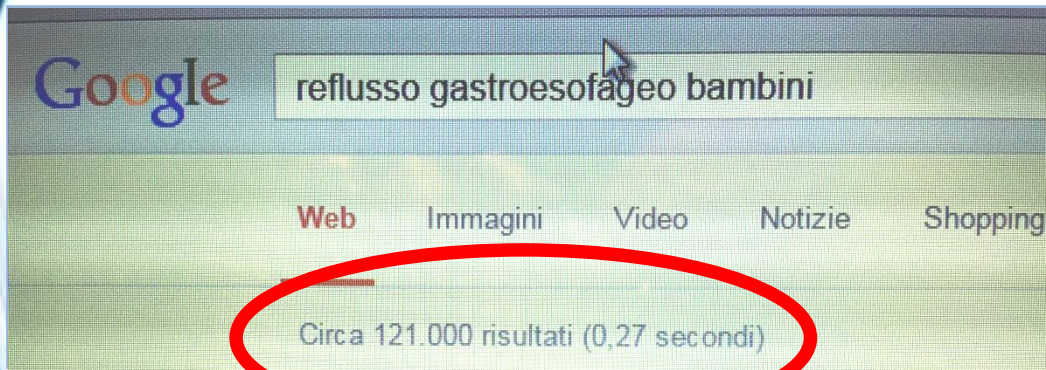 Google reflusso gastroesofageo bambini
Web Immagini Video Notizie Shopping
Circa 121.000 risultati (0,27 secondi)